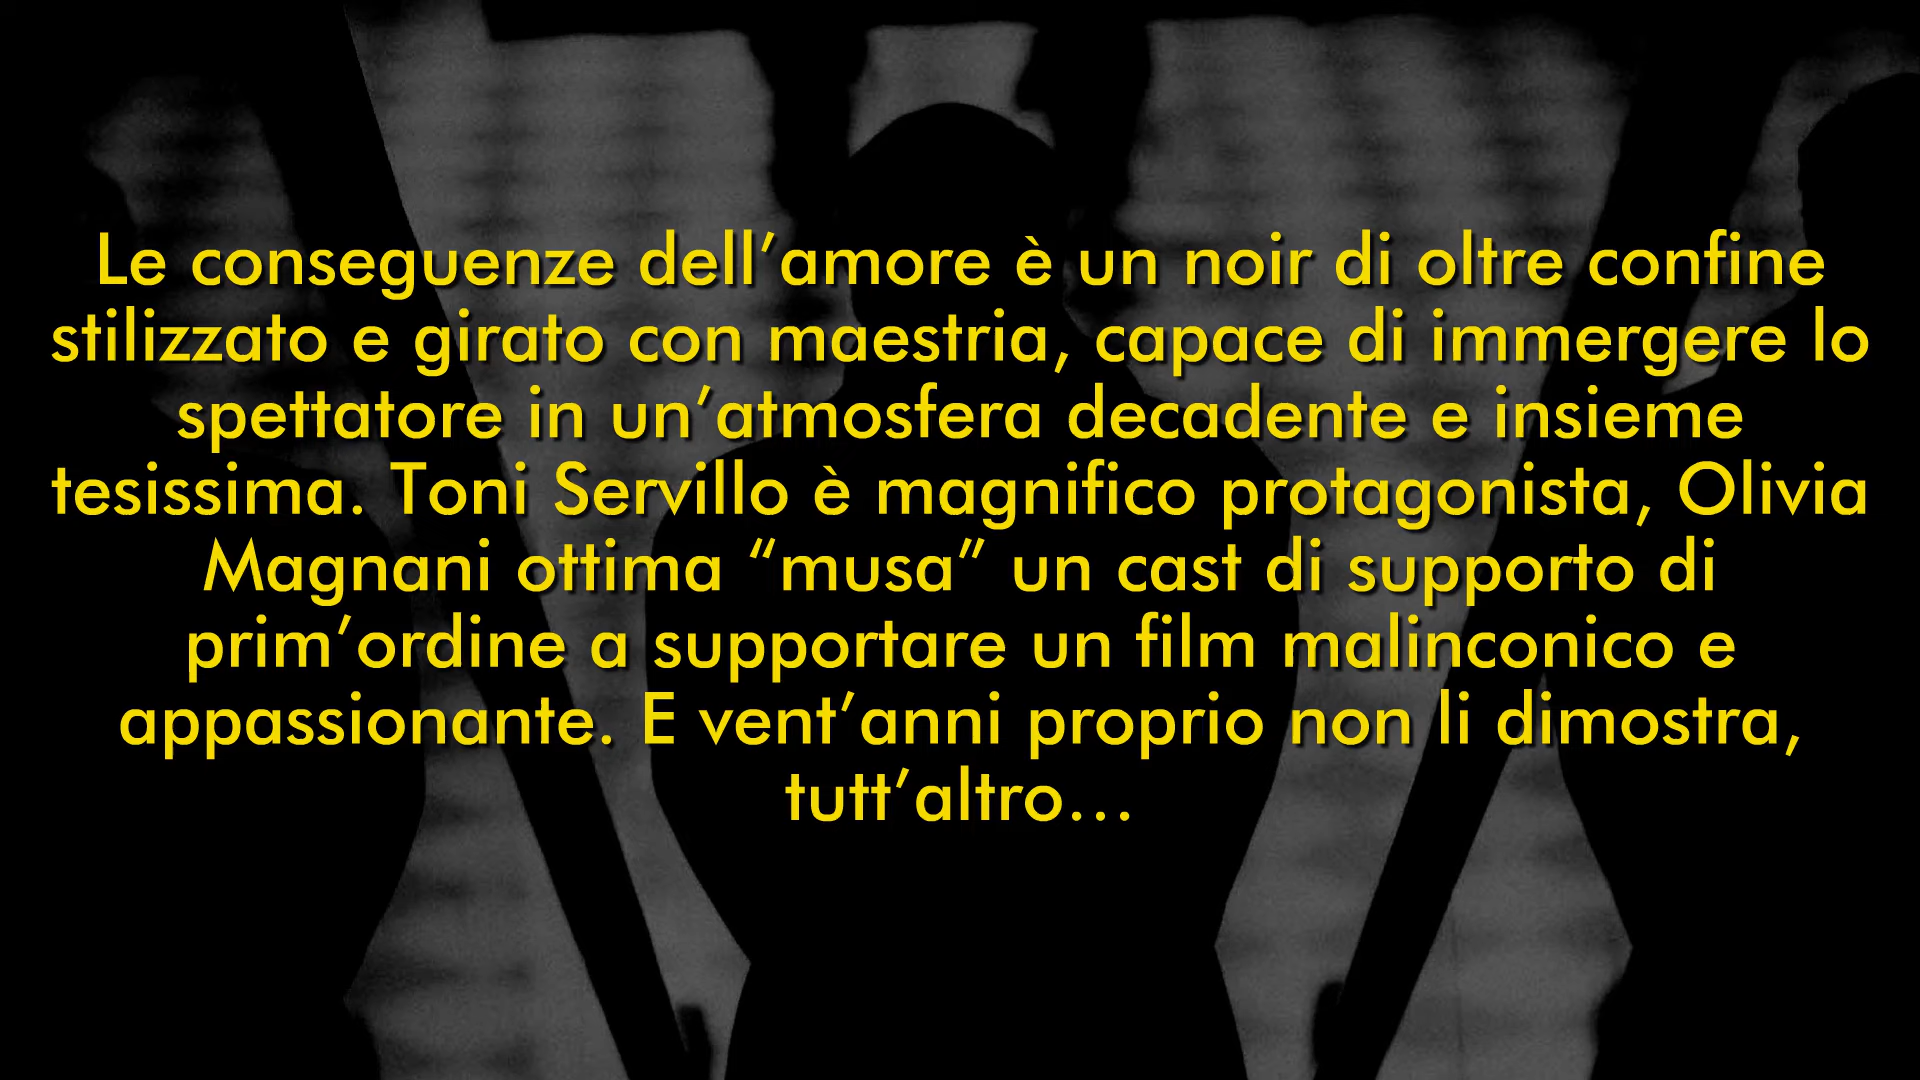 Le conseguenze dell’amore è un noir di oltre confine
stilizzato e girato con maestria, capace di immergere lo
spettatore in un’atmosfera decadente e insieme
tesissima. Toni Servillo è magnifico protagonista, Olivia
Magnani ottima “musa” un cast di supporto di
prim’ordine a supportare un film malinconico e
appassionante. E vent’anni proprio non li dimostra,
tutt’altro…